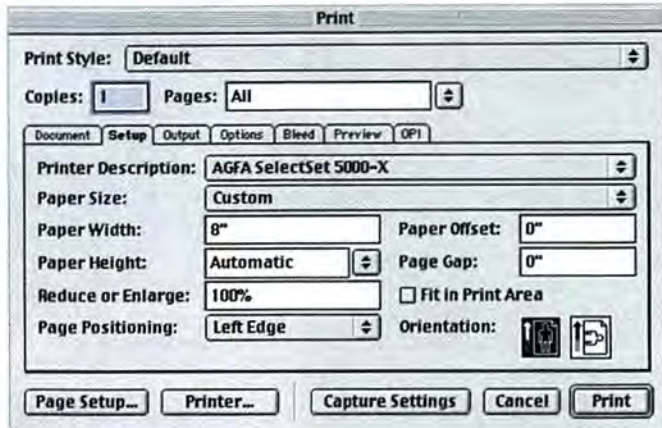 Print
Print Style: Default
Copies: 1 Pages: All
Document Setup Output Options Bleed Preview OPI
Printer Description: AGFA SelectSet 5000-X
Paper Size: Custom
Paper Width: 8" Paper Offset: 0"
Paper Height: Automatic Page Gap: 0"
Reduce or Enlarge: 100% Fit in Print Area
Page Positioning: Left Edge Orientation:
Page Setup... Printer... Capture Settings Cancel Print